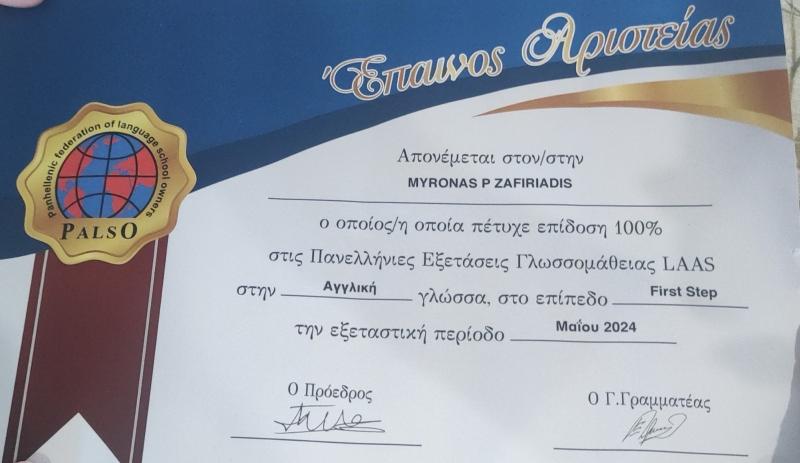 Έπαινος Αριστείας
Panhellenic federation of language school owners
PALSO
Απονέμεται στον/στην
MYRONAS P ZAFIRIADIS
ο οποίος/η οποία πέτυχε επίδοση 100%
στις Πανελλήνιες Εξετάσεις Γλωσσομάθειας LAAS
στην Αγγλική γλώσσα, στο επίπεδο First Step
την εξεταστική περίοδο Μαΐου 2024
Ο Πρόεδρος
Ο Γ.Γραμματέας